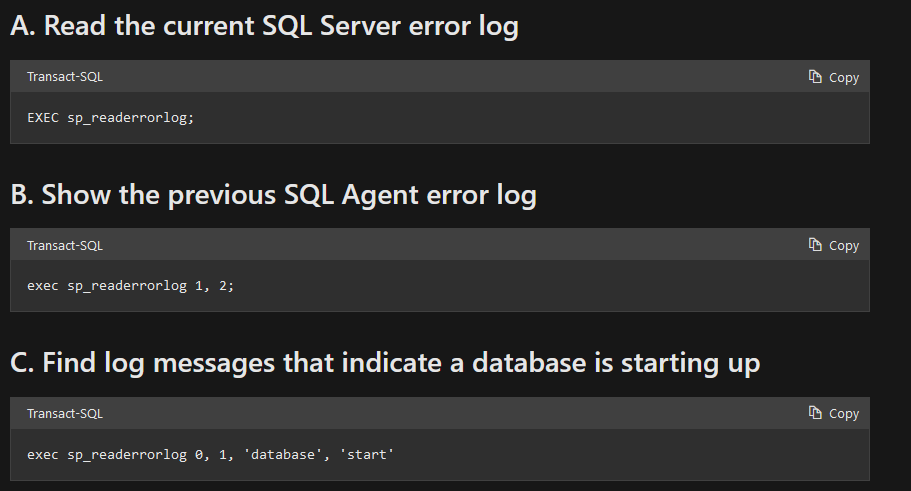 A. Read the current SQL Server error log
Transact-SQL
Copy
EXEC sp_readerrorlog;
B. Show the previous SQL Agent error log
Transact-SQL
Copy
exec sp_readerrorlog 1, 2;
C. Find log messages that indicate a database is starting up
Transact-SQL
Copy
exec sp_readerrorlog 0, 1, 'database', 'start'